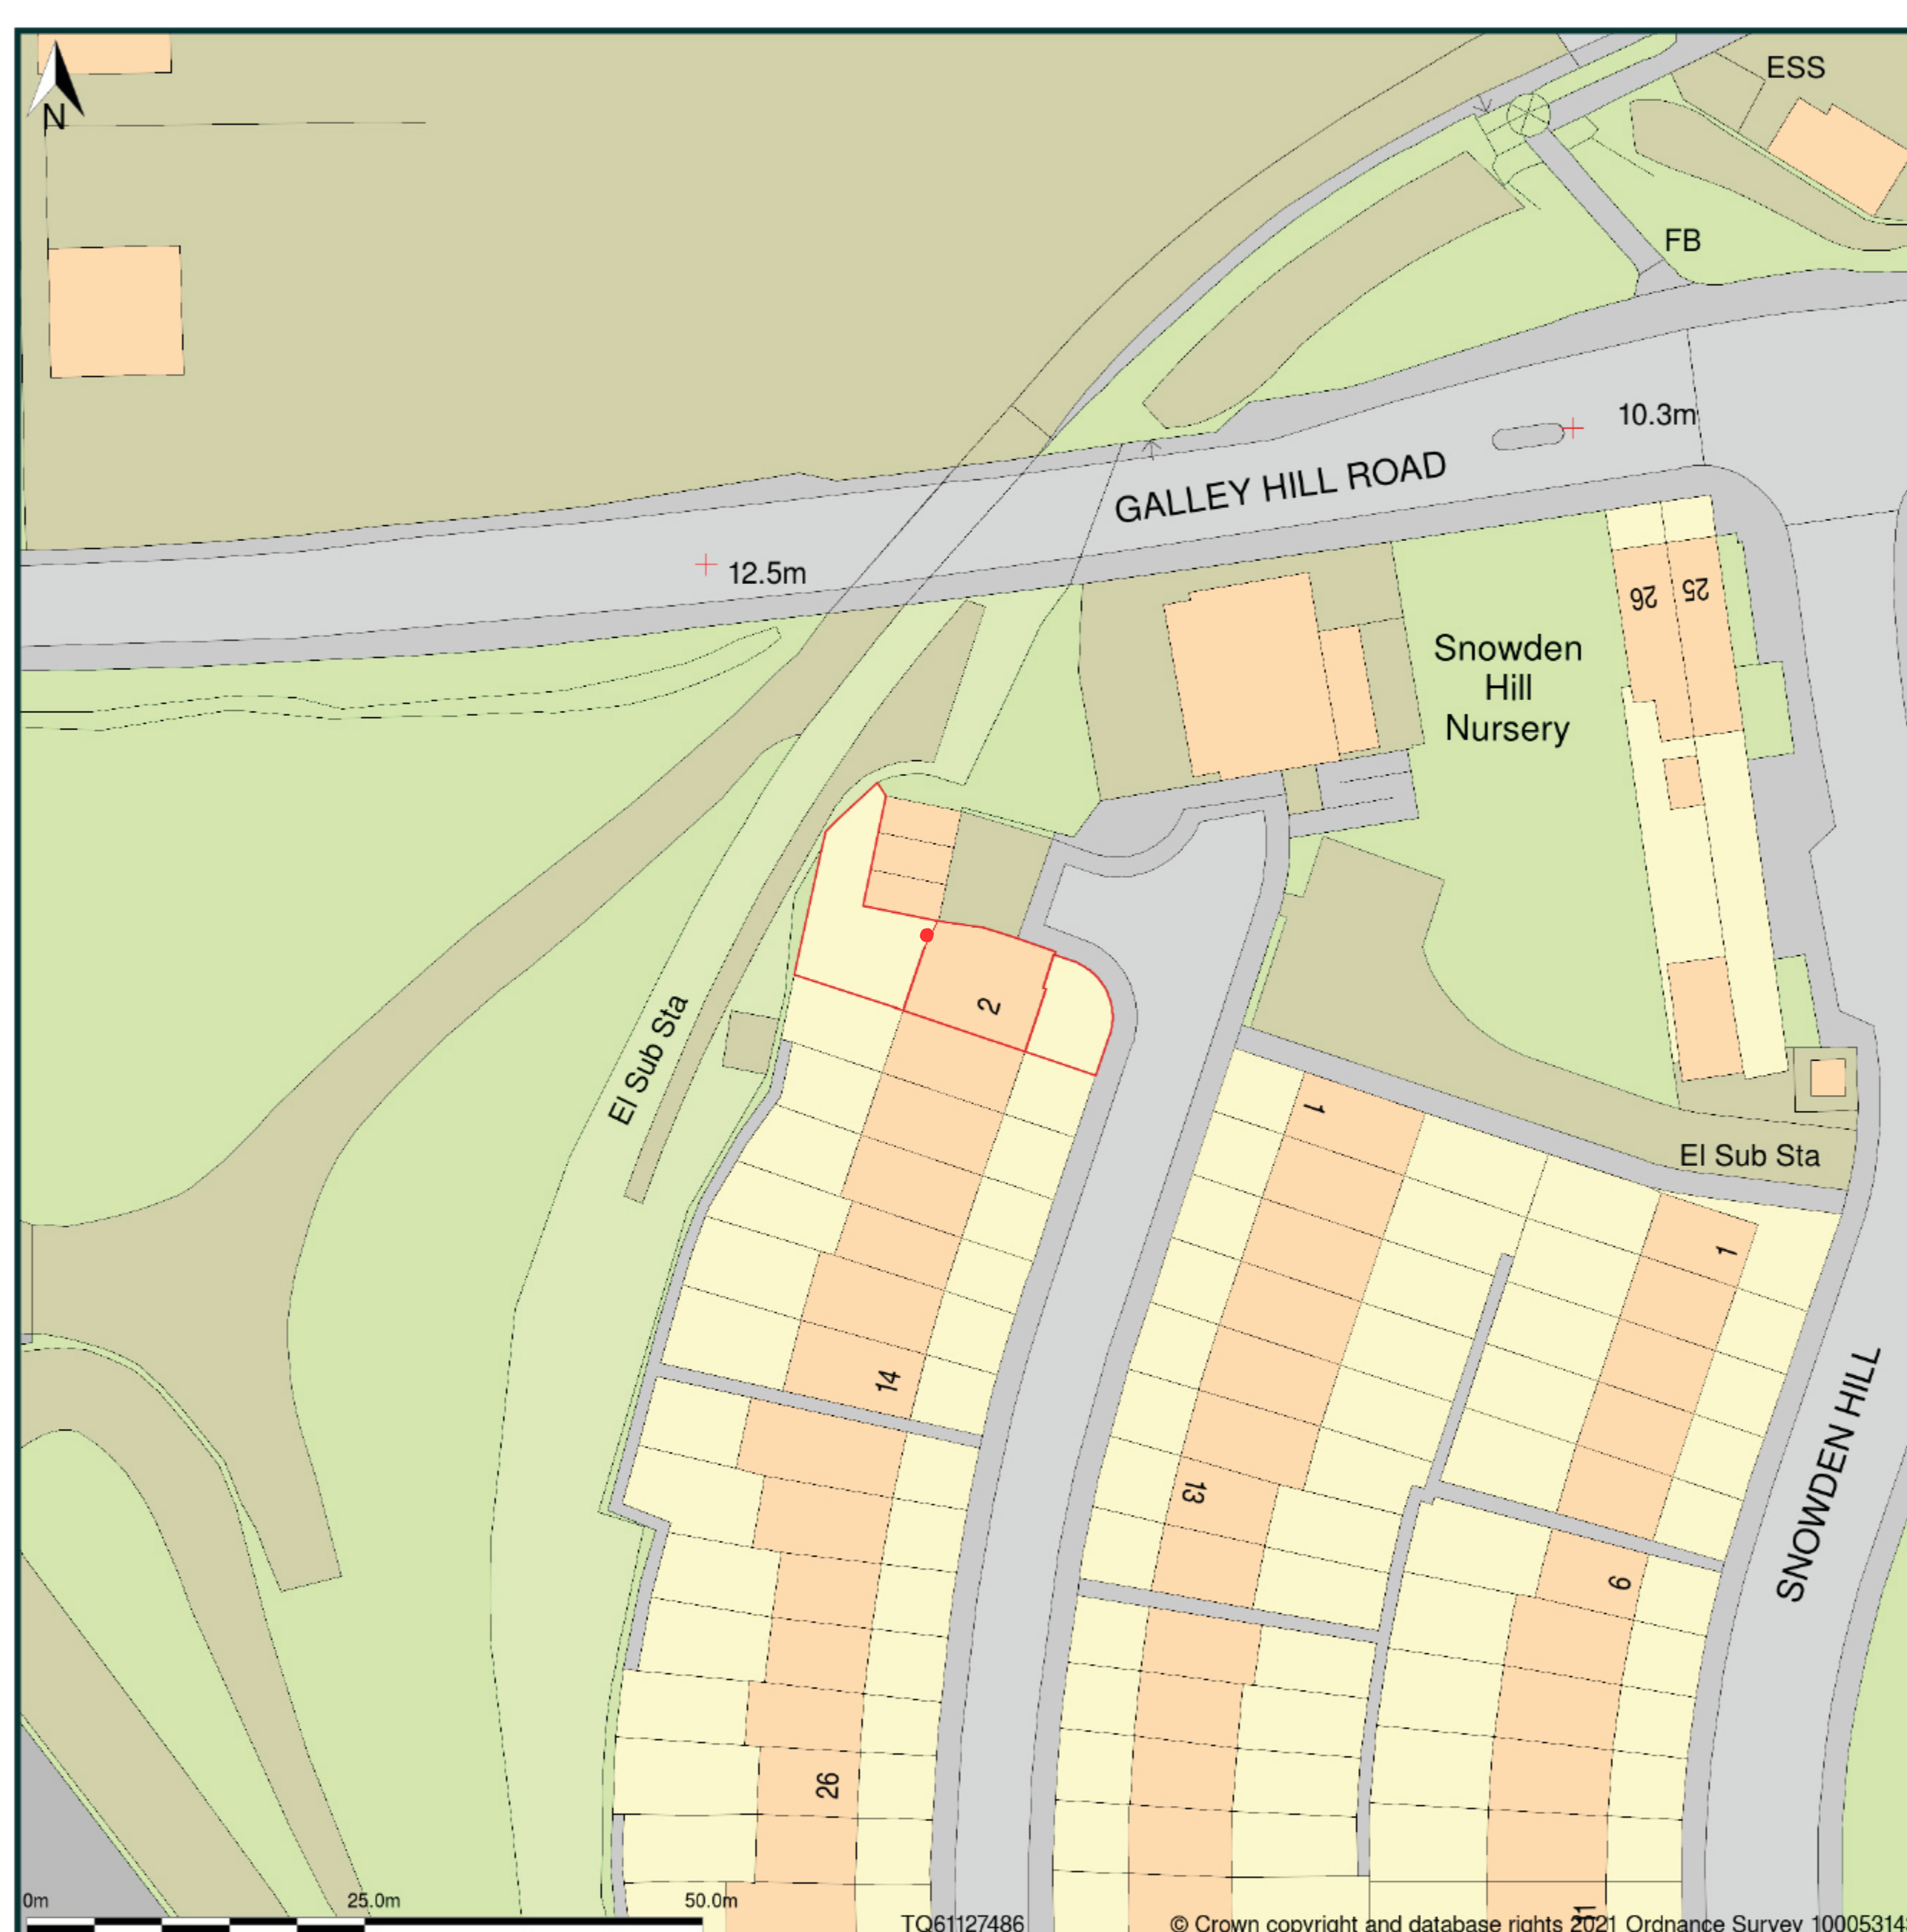 N
ESS
FB
10.3m
GALLEY HILL ROAD
12.5m
26
25
Snowden
Hill
Nursery
2
El Sub Sta
1
El Sub Sta
1
14
SNOWDEN HILL
13
9
26
0m
25.0m
50.0m
TQ61127486
© Crown copyright and database rights 2021 Ordnance Survey 10005314